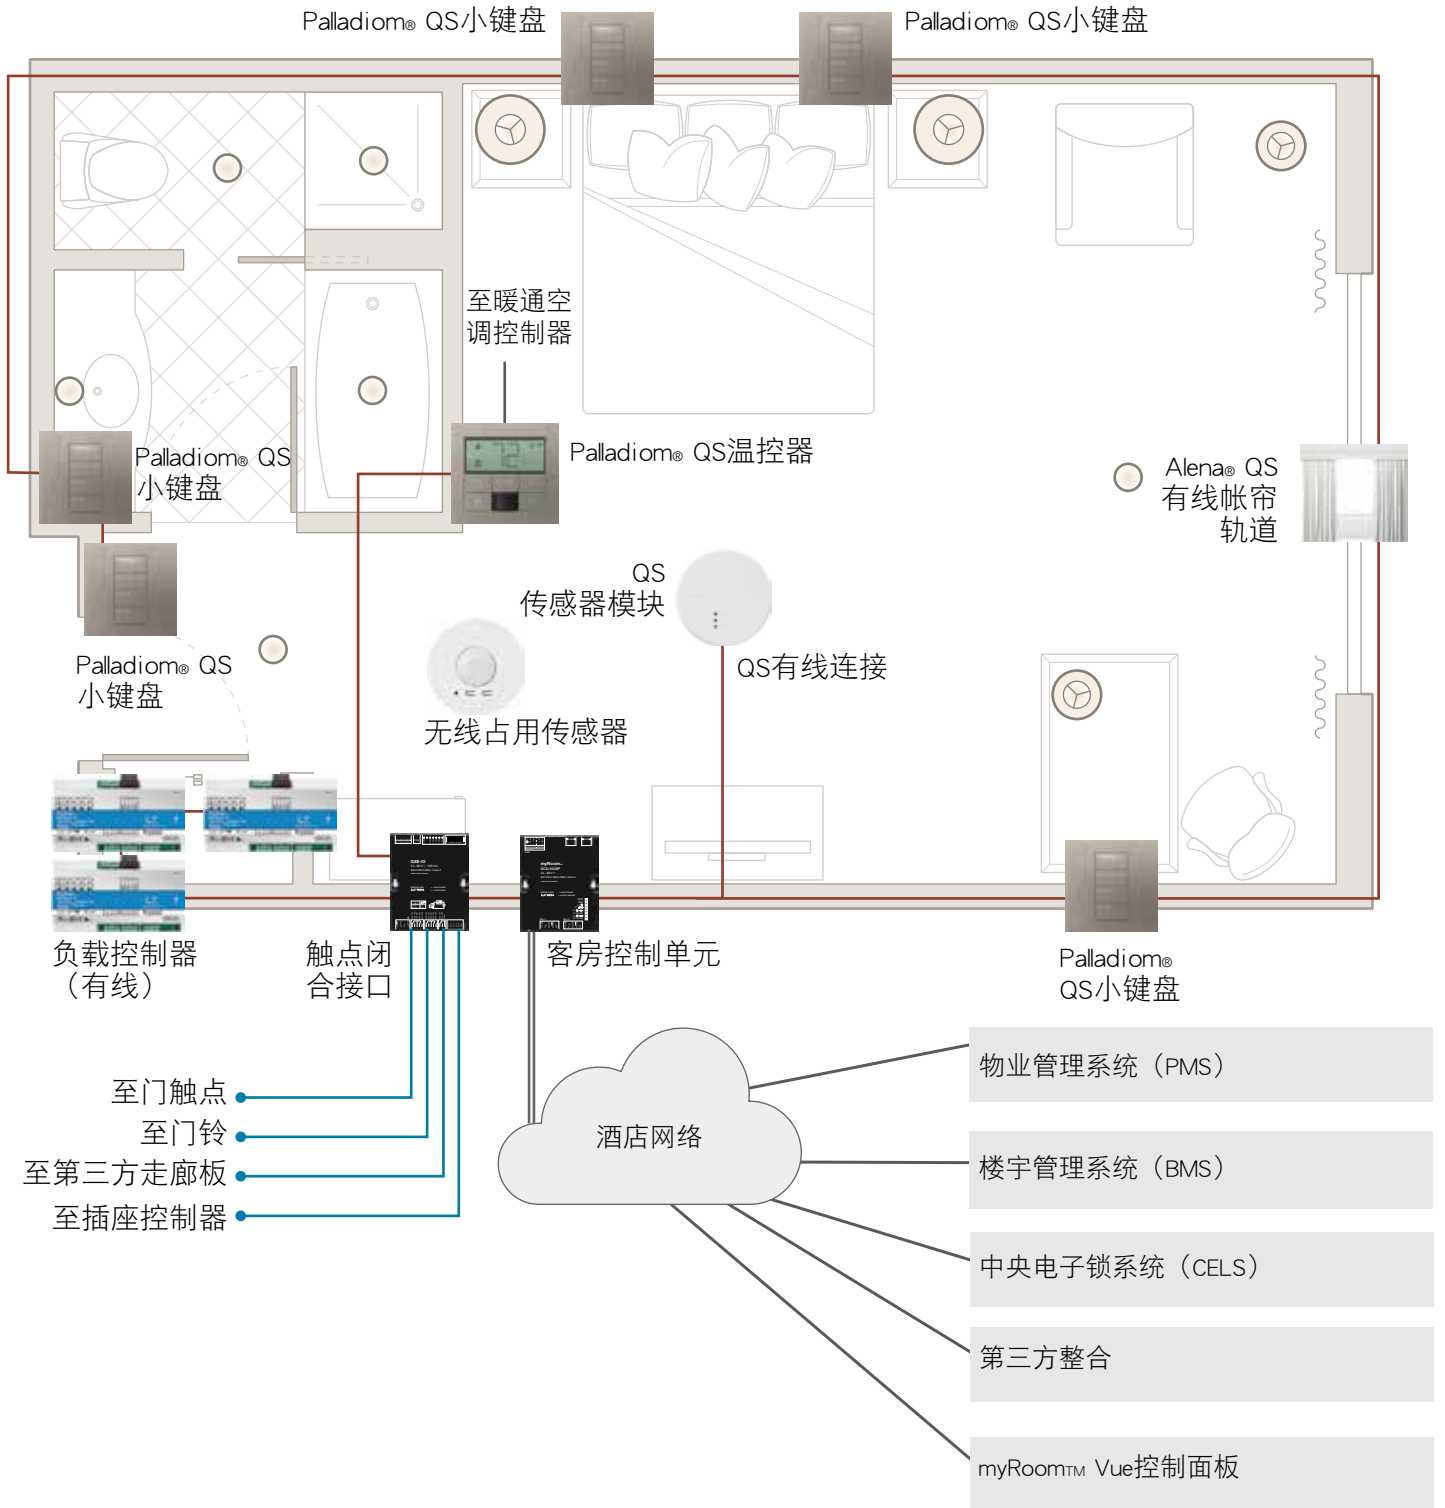 Palladiom® QS小键盘
Palladiom® QS小键盘
至暖通空
调控制器
Palladiom® QS
小键盘
Palladiom® QS温控器
Alena® QS
有线帐帘
轨道
QS
传感器模块
Palladiom® QS
小键盘
QS有线连接
无线占用传感器
负载控制器
（有线）
触点闭
合接口
客房控制单元
Palladiom®
QS小键盘
至门触点
至门铃
至第三方走廊板
至插座控制器
酒店网络
物业管理系统（PMS）
楼宇管理系统（BMS）
中央电子锁系统（CELS）
第三方整合
myRoom™ Vue控制面板